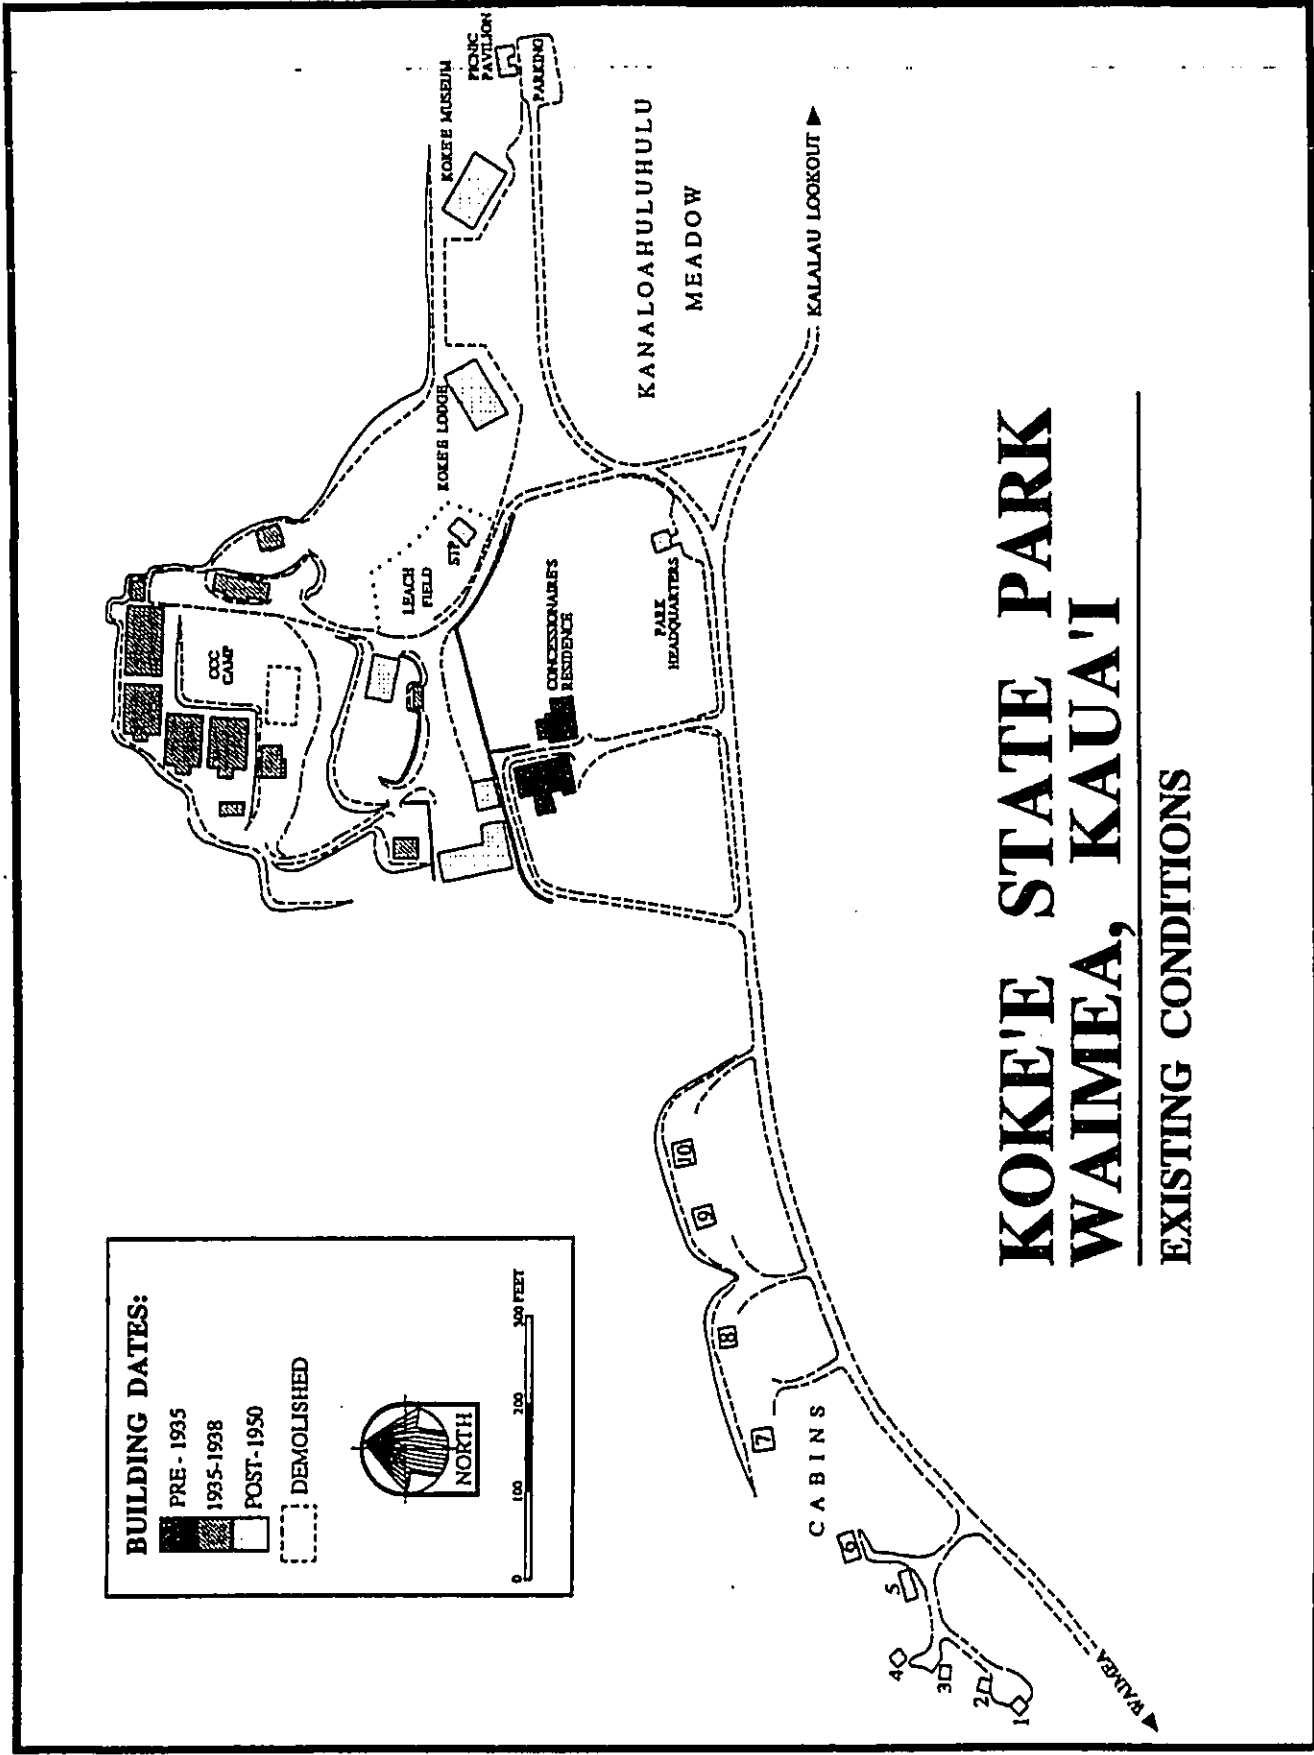 BUILDING DATES:
PRE - 1935
1935-1938
POST-1950
DEMOLISHED
NORTH
0 100 200 300 FEET
CCC
CAMP
LEACH
FIELD
STP
KOKE'E LODGE
KOKE'E MUSEUM
PICNIC
PAVILION
PARKING
CONCESSIONAIRE'S
RESIDENCE
PARK
HEADQUARTERS
KANALOAHULUHULU
MEADOW
KALALAU LOOKOUT
10
9
8
7
CABINS
6
5
4
3
2
1
WAIMEA
KOKE'E STATE PARK
WAIMEA, KAUA'I
EXISTING CONDITIONS